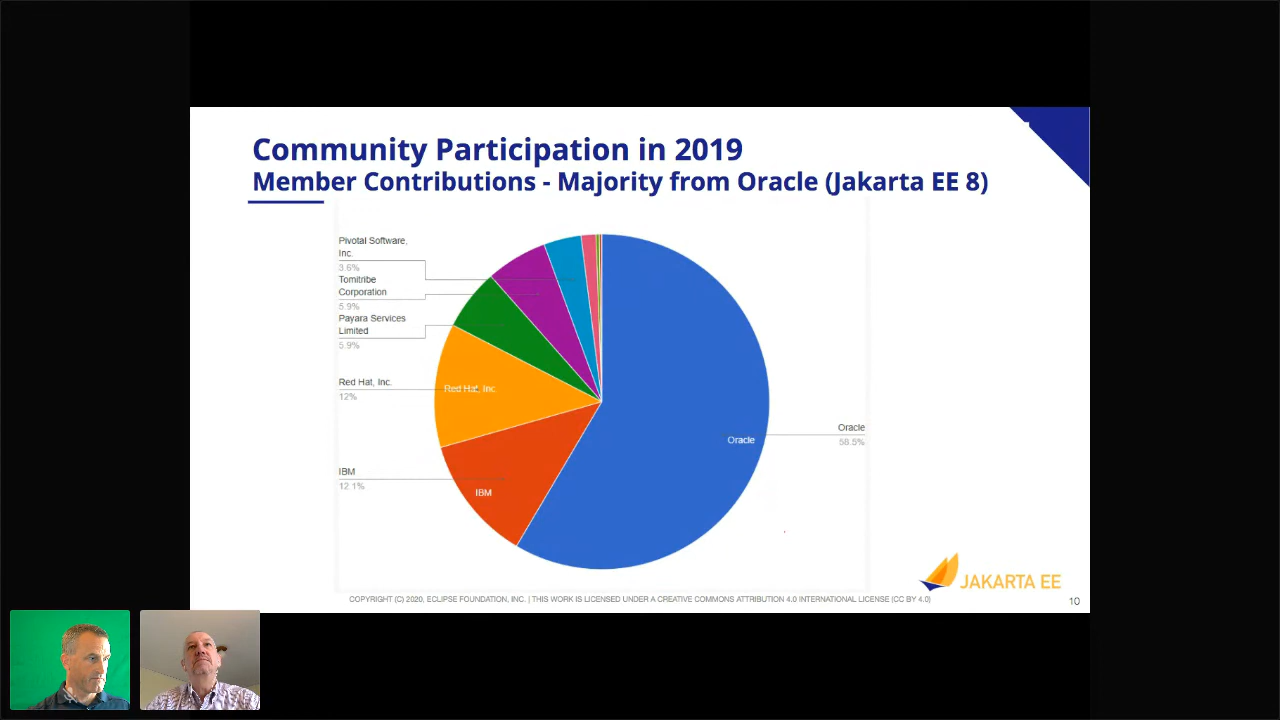 Community Participation in 2019
Member Contributions - Majority from Oracle (Jakarta EE 8)
Pivotal Software,
Inc.
3.6%
Tomitribe
Corporation
5.9%
Payara Services
Limited
5.9%
Red Hat, Inc.
12%
Red Hat, Inc
IBM
12.1%
IBM
Oracle
Oracle
58.5%
JAKARTA EE
COPYRIGHT (C) 2020, ECLIPSE FOUNDATION, INC. | THIS WORK IS LICENSED UNDER A CREATIVE COMMONS ATTRIBUTION 4.0 INTERNATIONAL LICENSE (CC BY 4.0)
10